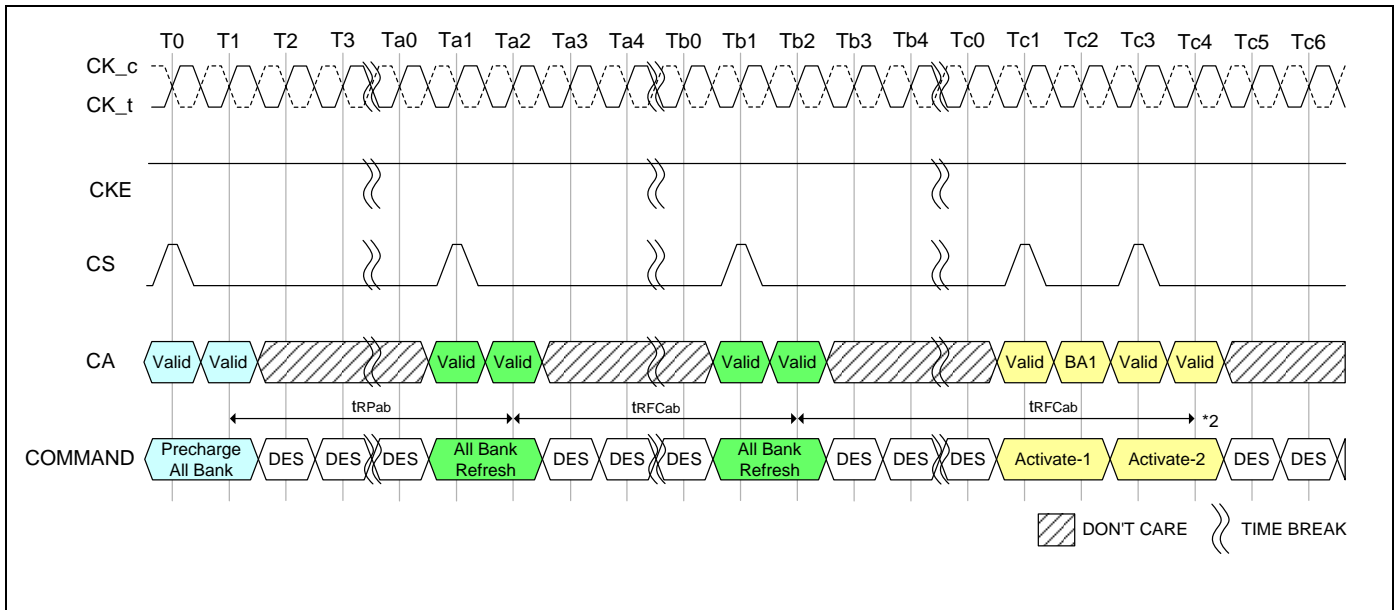 T0 T1 T2 T3 Ta0 Ta1 Ta2 Ta3 Ta4 Tb0 Tb1 Tb2 Tb3 Tb4 Tc0 Tc1 Tc2 Tc3 Tc4 Tc5 Tc6
CK_c
CK_t
CKE
CS
CA Valid Valid Valid Valid Valid Valid Valid BA1 Valid Valid
tRPab tRFCab tRFCab *2
COMMAND Precharge All Bank DES DES DES All Bank Refresh DES DES DES All Bank Refresh DES DES DES Activate-1 Activate-2 DES DES
DON'T CARE TIME BREAK